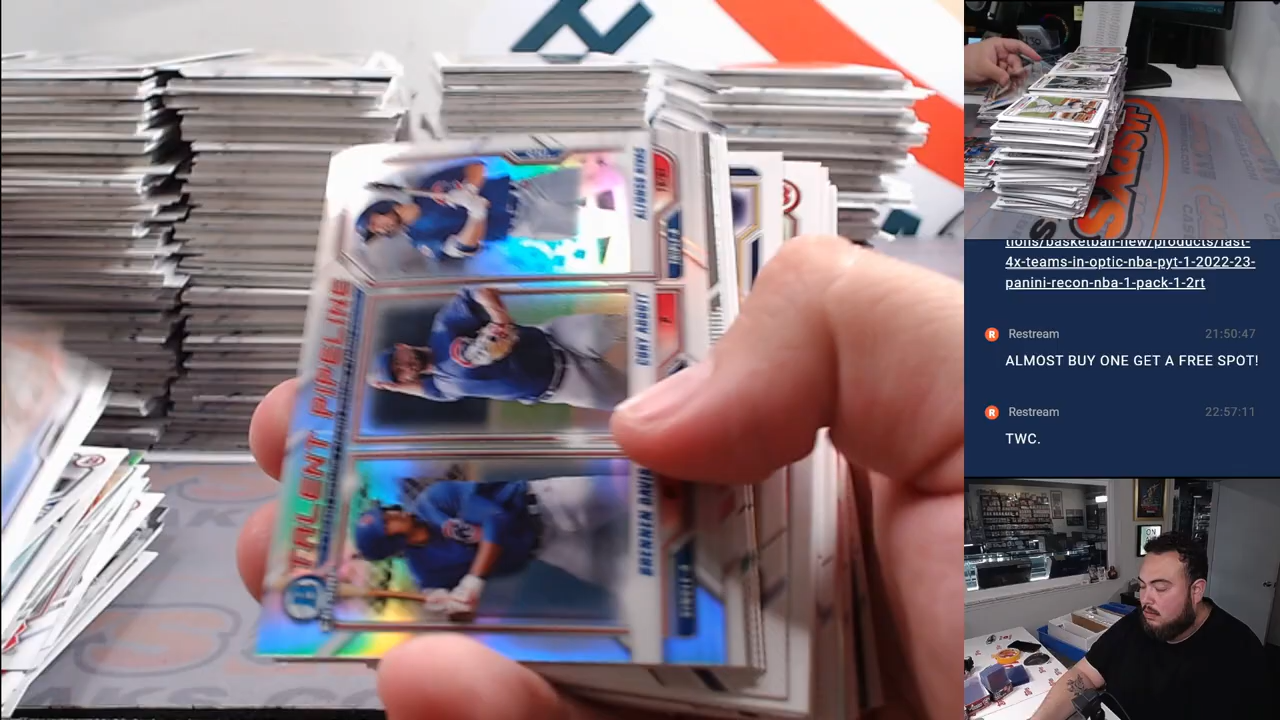 TALENT PIPELINE
ALFONSO RIVAS
CORY ABBOTT
BRENNEN DAVIS
tions/basketball-new/products/last-
4x-teams-in-optic-nba-pyt-1-2022-23-
panini-recon-nba-1-pack-1-2rt
Restream
21:50:47
ALMOST BUY ONE GET A FREE SPOT!
Restream
22:57:11
TWC.